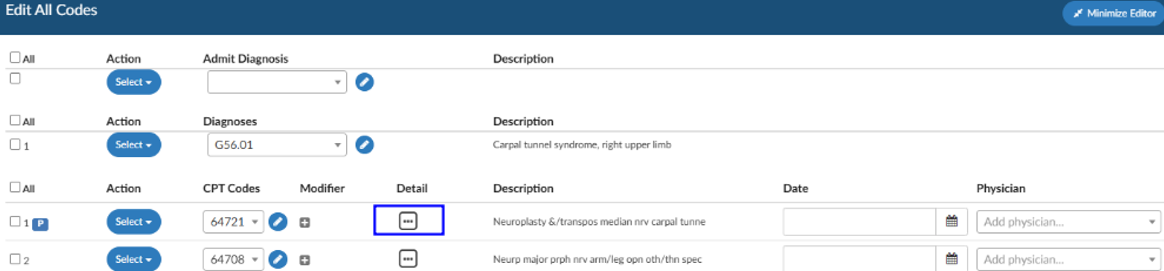 Edit All Codes
Minimize Editor
All Action Admit Diagnosis Description
Select
All Action Diagnoses Description
1 Select G56.01 Carpal tunnel syndrome, right upper limb
All Action CPT Codes Modifier Detail Description Date Physician
1 P Select 64721 Neuroplasty &/transpos median nrv carpal tunne Add physician...
2 Select 64708 Neurp major prph nrv arm/leg opn oth/thn spec Add physician...